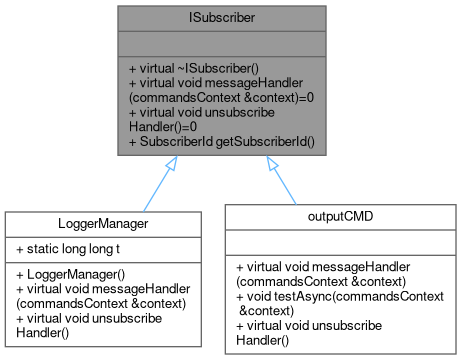 ISubscriber
+ virtual ~ISubscriber()
+ virtual void messageHandler
(commandsContext &context)=0
+ virtual void unsubscribe
Handler()=0
+ SubscriberId getSubscriberId()
LoggerManager
+ static long long t
+ LoggerManager()
+ virtual void messageHandler
(commandsContext &context)
+ virtual void unsubscribe
Handler()
outputCMD
+ virtual void messageHandler
(commandsContext &context)
+ void testAsync(commandsContext
&context)
+ virtual void unsubscribe
Handler()